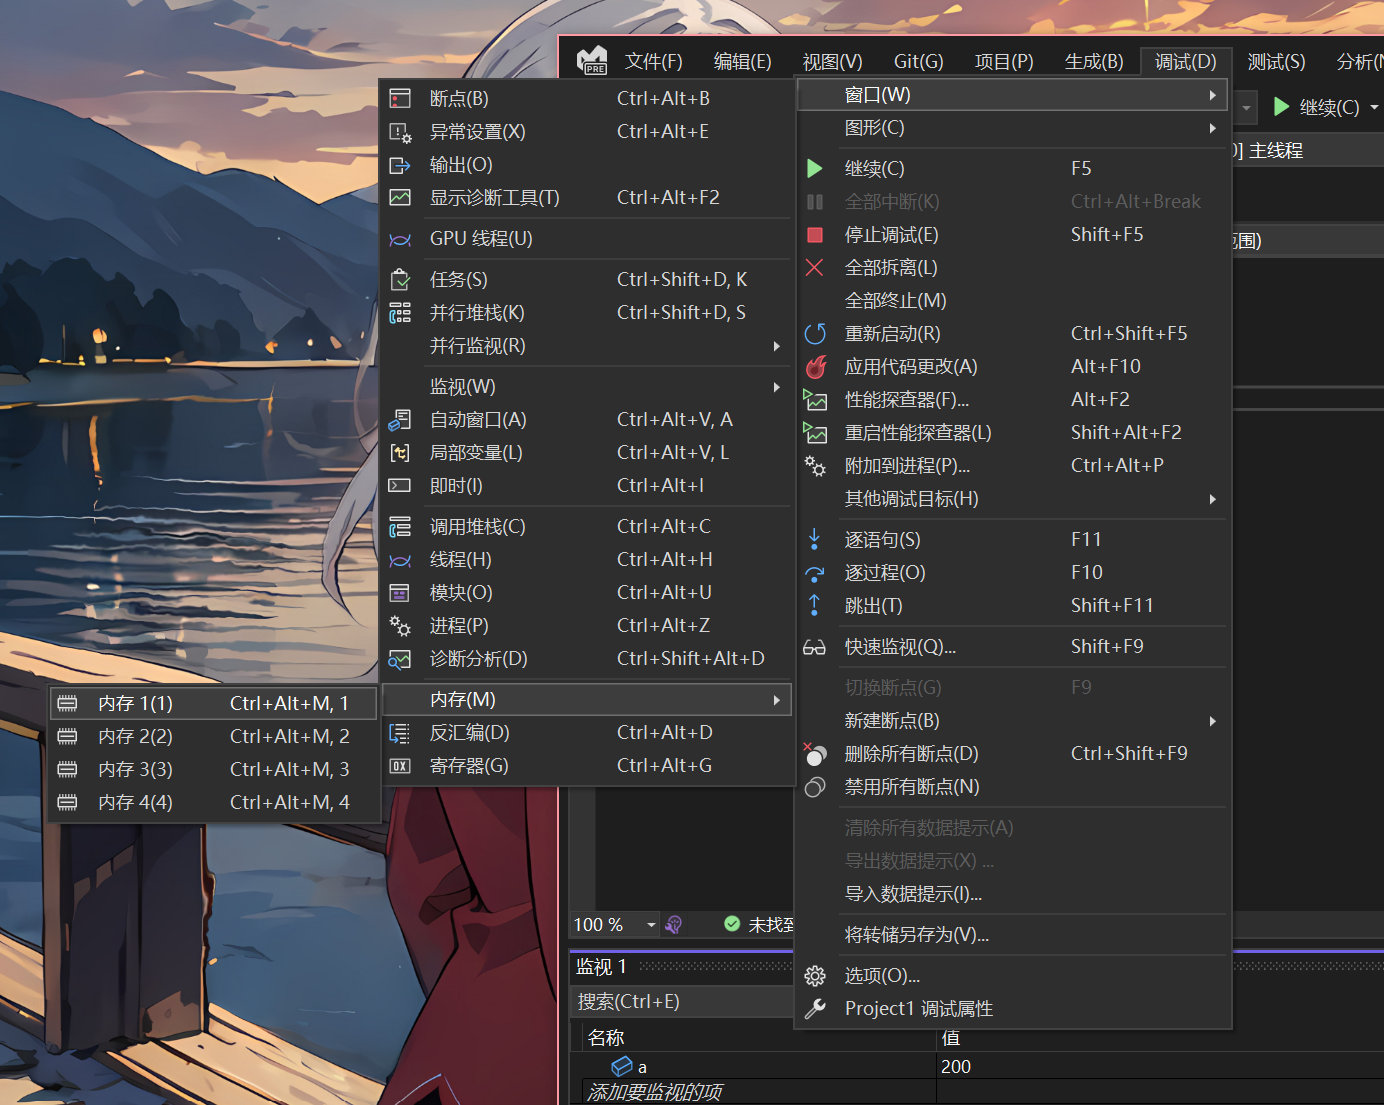 PRE
文件(F) 编辑(E) 视图(V) Git(G) 项目(P) 生成(B) 调试(D) 测试(S) 分析(N
继续(C)
] 主线程
围)
窗口(W)
图形(C)
继续(C) F5
全部中断(K) Ctrl+Alt+Break
停止调试(E) Shift+F5
全部拆离(L)
全部终止(M)
重新启动(R) Ctrl+Shift+F5
应用代码更改(A) Alt+F10
性能探查器(F)... Alt+F2
重启性能探查器(L) Shift+Alt+F2
附加到进程(P)... Ctrl+Alt+P
其他调试目标(H)
逐语句(S) F11
逐过程(O) F10
跳出(T) Shift+F11
快速监视(Q)... Shift+F9
切换断点(G) F9
新建断点(B)
删除所有断点(D) Ctrl+Shift+F9
禁用所有断点(N)
清除所有数据提示(A)
导出数据提示(X) ...
导入数据提示(I)...
将转储另存为(V)...
选项(O)...
Project1 调试属性
断点(B) Ctrl+Alt+B
异常设置(X) Ctrl+Alt+E
输出(O)
显示诊断工具(T) Ctrl+Alt+F2
GPU 线程(U)
任务(S) Ctrl+Shift+D, K
并行堆栈(K) Ctrl+Shift+D, S
并行监视(R)
监视(W)
自动窗口(A) Ctrl+Alt+V, A
局部变量(L) Ctrl+Alt+V, L
即时(I) Ctrl+Alt+I
调用堆栈(C) Ctrl+Alt+C
线程(H) Ctrl+Alt+H
模块(O) Ctrl+Alt+U
进程(P) Ctrl+Alt+Z
诊断分析(D) Ctrl+Shift+Alt+D
内存(M)
反汇编(D) Ctrl+Alt+D
寄存器(G) Ctrl+Alt+G
内存 1(1) Ctrl+Alt+M, 1
内存 2(2) Ctrl+Alt+M, 2
内存 3(3) Ctrl+Alt+M, 3
内存 4(4) Ctrl+Alt+M, 4
100 % 未找到
监视 1
搜索(Ctrl+E)
名称 值
a 200
添加要监视的项